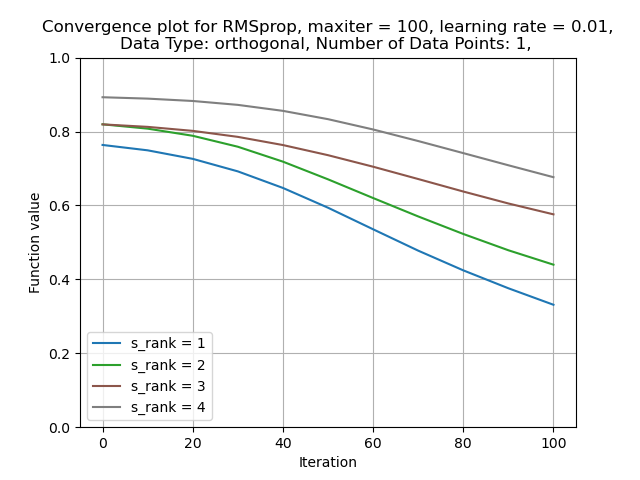 Convergence plot for RMSprop, maxiter = 100, learning rate = 0.01,
Data Type: orthogonal, Number of Data Points: 1,
1.0
0.8
0.6
0.4
0.2
0.0
Function value
s_rank = 1
s_rank = 2
s_rank = 3
s_rank = 4
0 20 40 60 80 100
Iteration